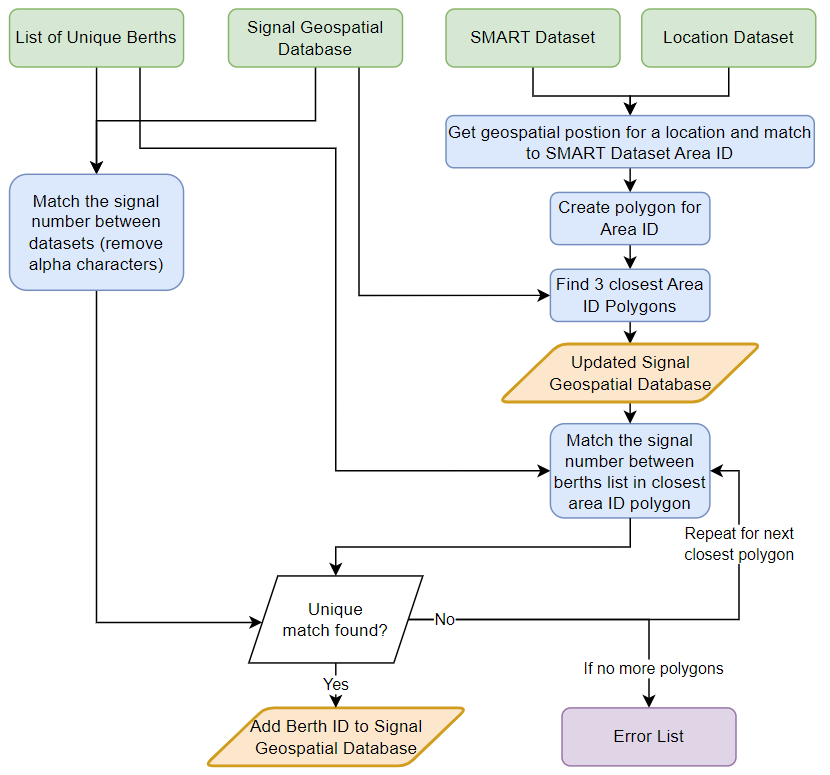 List of Unique Berths
Signal Geospatial
Database
SMART Dataset
Location Dataset
Get geospatial postion for a location and match
to SMART Dataset Area ID
Match the signal
number between
datasets (remove
alpha characters)
Create polygon for
Area ID
Find 3 closest Area
ID Polygons
Updated Signal
Geospatial Database
Match the signal
number between
berths list in closest
area ID polygon
Repeat for next
closest polygon
Unique
match found?
No
If no more polygons
Yes
Add Berth ID to Signal
Geospatial Database
Error List